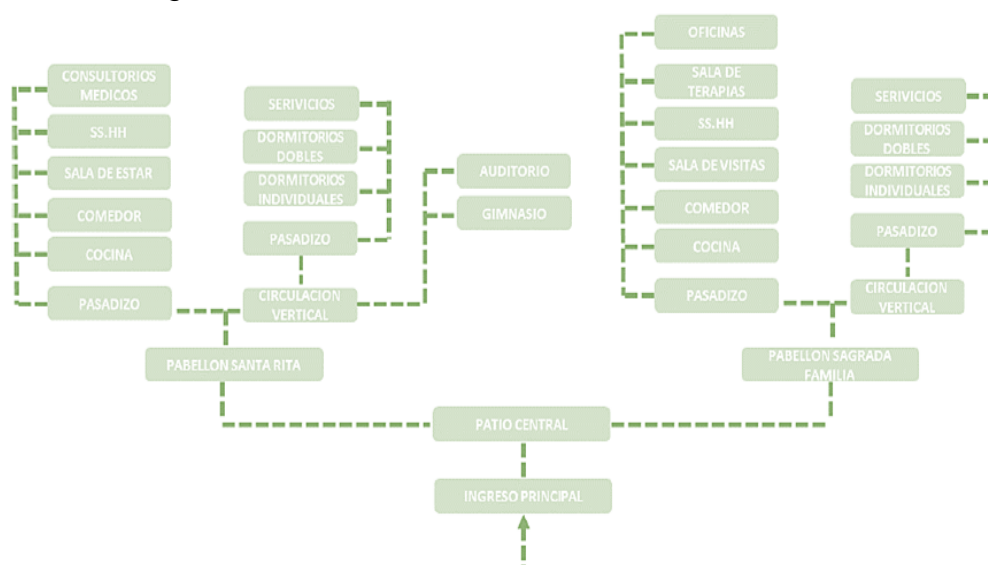 CONSULTORIOS
MEDICOS
SS.HH
SALA DE ESTAR
COMEDOR
COCINA
PASADIZO
SERIVICIOS
DORMITORIOS
DOBLES
DORMITORIOS
INDIVIDUALES
PASADIZO
CIRCULACION
VERTICAL
AUDITORIO
GIMNASIO
PABELLON SANTA RITA
OFICINAS
SALA DE
TERAPIAS
SS.HH
SALA DE VISITAS
COMEDOR
COCINA
PASADIZO
SERIVICIOS
DORMITORIOS
DOBLES
DORMITORIOS
INDIVIDUALES
PASADIZO
CIRCULACION
VERTICAL
PABELLON SAGRADA
FAMILIA
PATIO CENTRAL
INGRESO PRINCIPAL